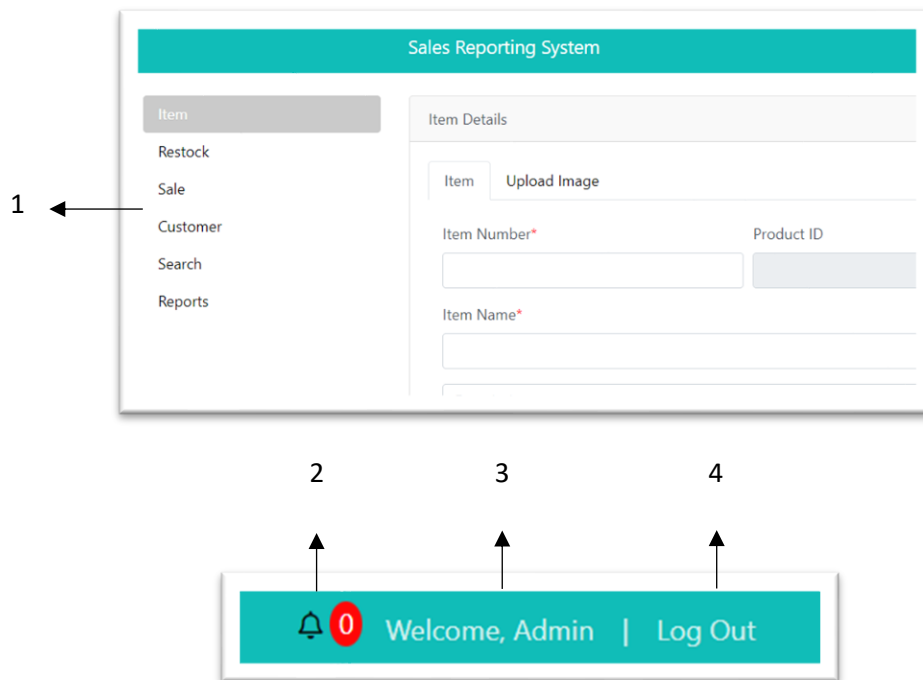 Sales Reporting System
Item
Item Details
Restock
Item Upload Image
Sale
1
Customer
Item Number* Product ID
Search
Reports
Item Name*
2 3 4
0 Welcome, Admin | Log Out